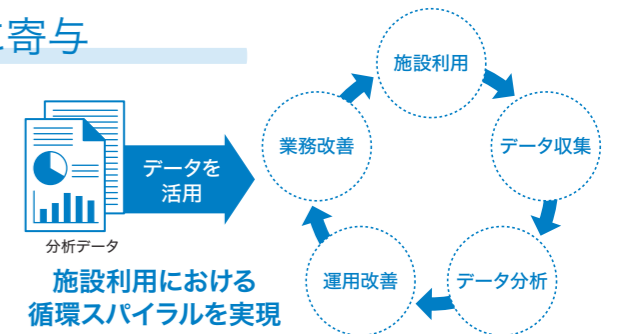 寄与
施設利用
業務改善
データ収集
データを
活用
分析データ
運用改善
データ分析
施設利用における
循環スパイラルを実現